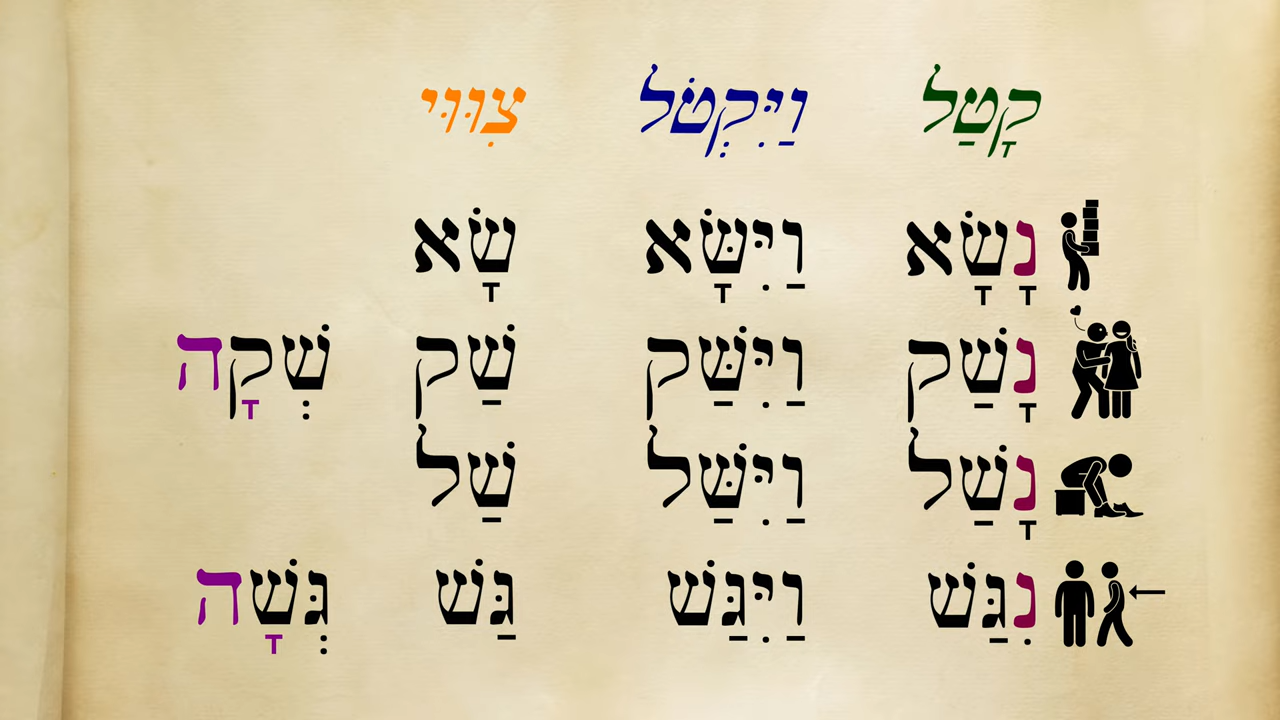 קָטַל וַיִּקְטֹל צִוּוּי
נָשָׂא וַיִּשָּׂא שָׂא
נָשַׁק וַיִּשַּׁק שַׁק שְׁקָה
נָשַׁל וַיִּשַּׁל שַׁל
נִגַּשׁ וַיִּגַּשׁ גַּשׁ גְּשָׁה